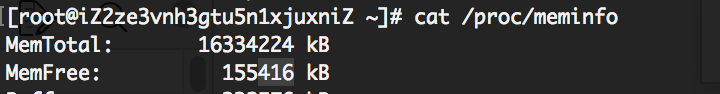 [root@iZ2ze3vnh3gtu5n1xjuxniZ ~]# cat /proc/meminfo
MemTotal:       16334224 kB
MemFree:          155416 kB